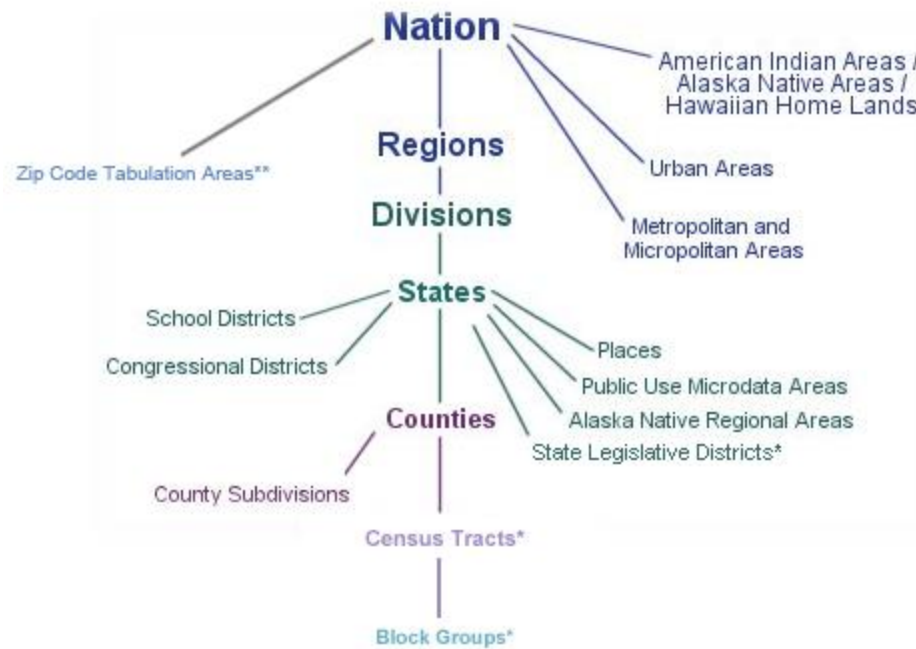 Nation
American Indian Areas /
Alaska Native Areas /
Hawaiian Home Lands
Regions
Zip Code Tabulation Areas**
Urban Areas
Divisions
Metropolitan and
Micropolitan Areas
States
School Districts
Congressional Districts
Places
Public Use Microdata Areas
Alaska Native Regional Areas
State Legislative Districts*
Counties
County Subdivisions
Census Tracts*
Block Groups*